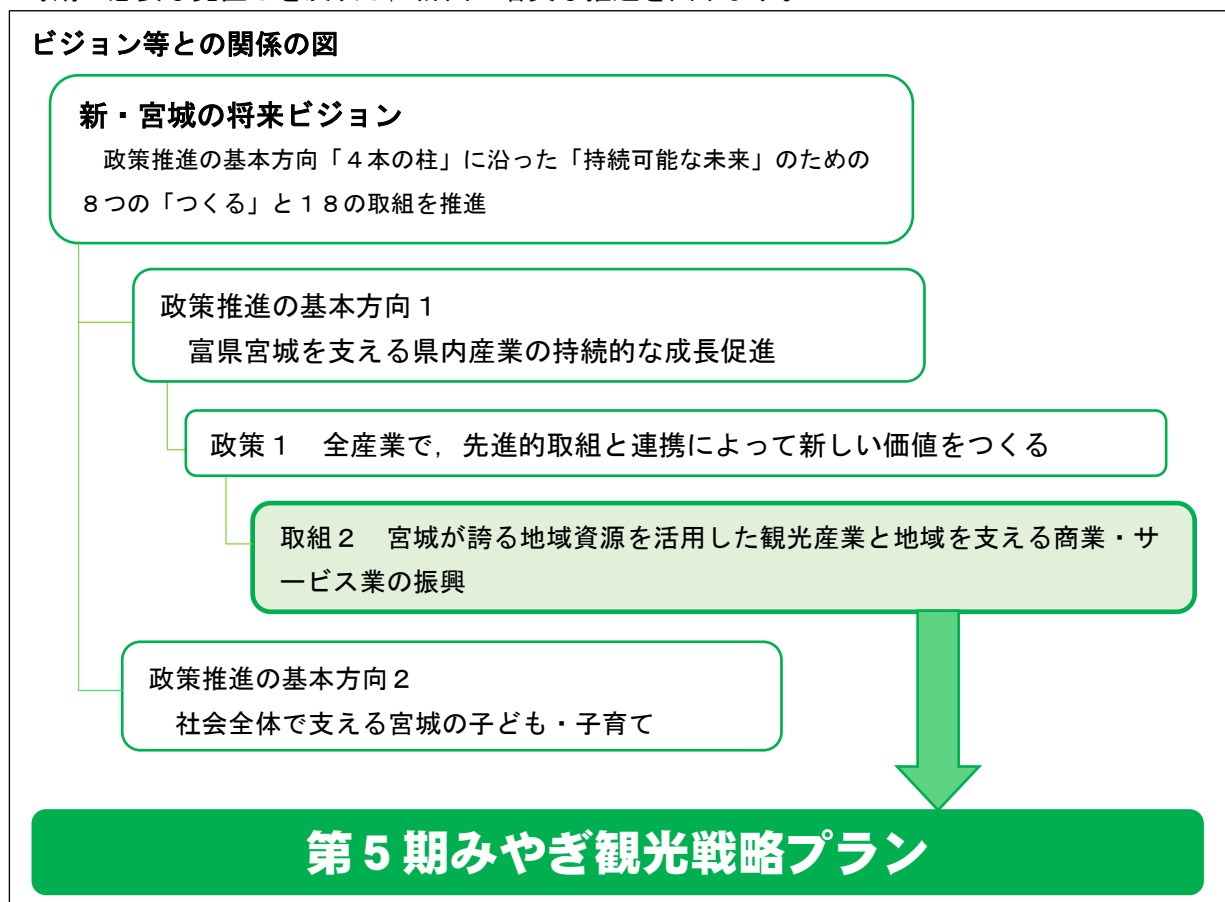 ビジョン等との関係の図
新・宮城の将来ビジョン
政策推進の基本方向「４本の柱」に沿った「持続可能な未来」のための
８つの「つくる」と１８の取組を推進
政策推進の基本方向１
富県宮城を支える県内産業の持続的な成長促進
政策１　全産業で，先進的取組と連携によって新しい価値をつくる
取組２　宮城が誇る地域資源を活用した観光産業と地域を支える商業・サ
ービス業の振興
政策推進の基本方向２
社会全体で支える宮城の子ども・子育て
第５期みやぎ観光戦略プラン